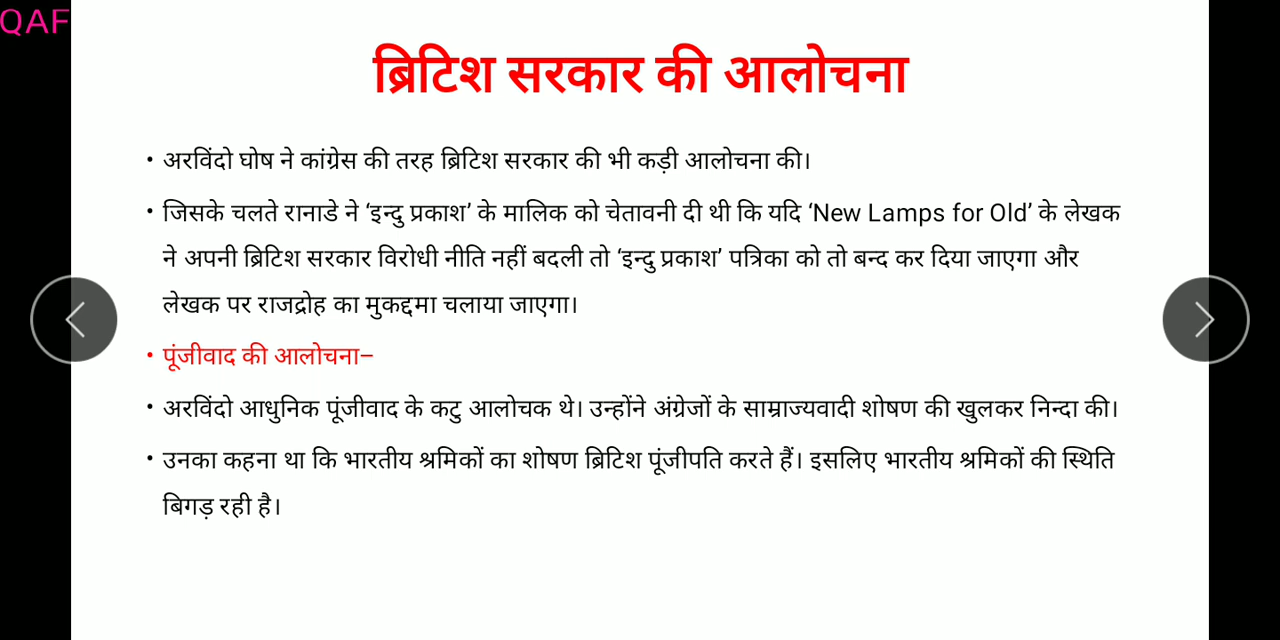 QAF
ब्रिटिश सरकार की आलोचना
• अरविंदो घोष ने कांग्रेस की तरह ब्रिटिश सरकार की भी कड़ी आलोचना की।
• जिसके चलते रानाडे ने ‘इन्दु प्रकाश’ के मालिक को चेतावनी दी थी कि यदि ‘New Lamps for Old’ के लेखक
ने अपनी ब्रिटिश सरकार विरोधी नीति नहीं बदली तो ‘इन्दु प्रकाश’ पत्रिका को तो बन्द कर दिया जाएगा और
लेखक पर राजद्रोह का मुकद्दमा चलाया जाएगा।
• पूंजीवाद की आलोचना–
• अरविंदो आधुनिक पूंजीवाद के कटु आलोचक थे। उन्होंने अंग्रेजों के साम्राज्यवादी शोषण की खुलकर निन्दा की।
• उनका कहना था कि भारतीय श्रमिकों का शोषण ब्रिटिश पूंजीपति करते हैं। इसलिए भारतीय श्रमिकों की स्थिति
बिगड़ रही है।